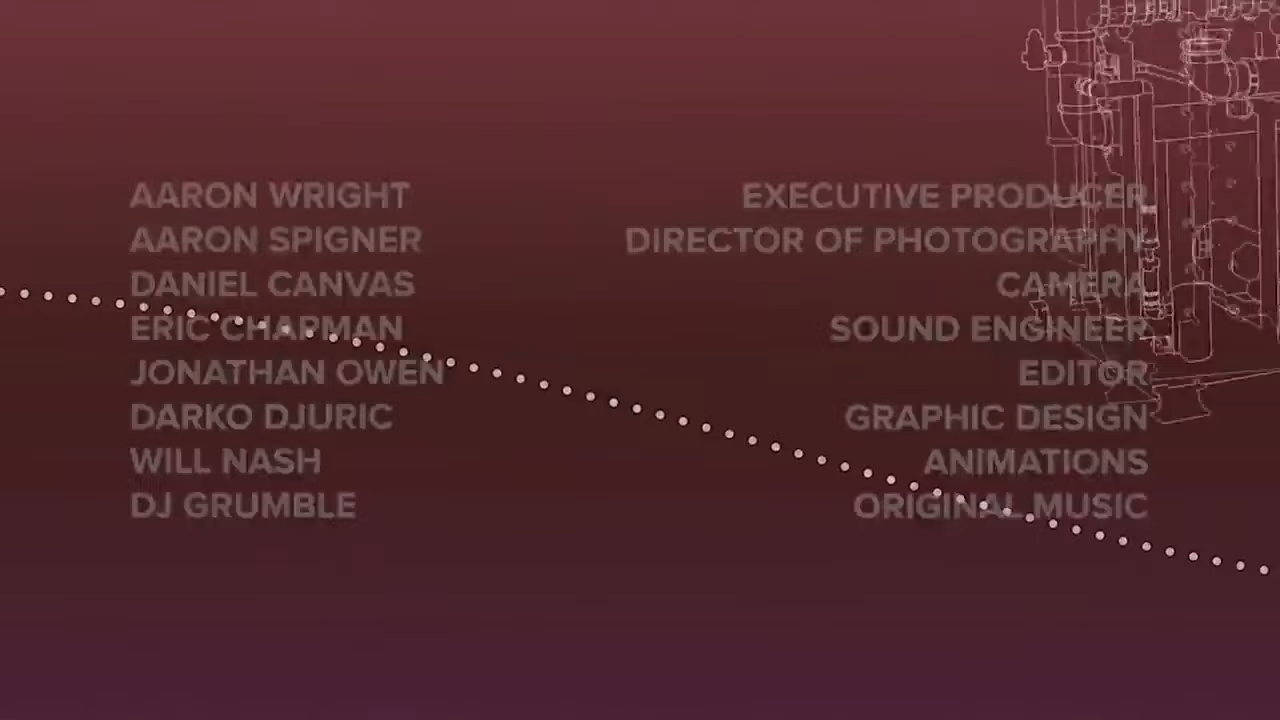 AARON WRIGHT EXECUTIVE PRODUCER
AARON SPIGNER DIRECTOR OF PHOTOGRAPHY
DANIEL CANVAS CAMERA
ERIC CHAPMAN SOUND ENGINEER
JONATHAN OWEN EDITOR
DARKO DJURIC GRAPHIC DESIGN
WILL NASH ANIMATIONS
DJ GRUMBLE ORIGINAL MUSIC